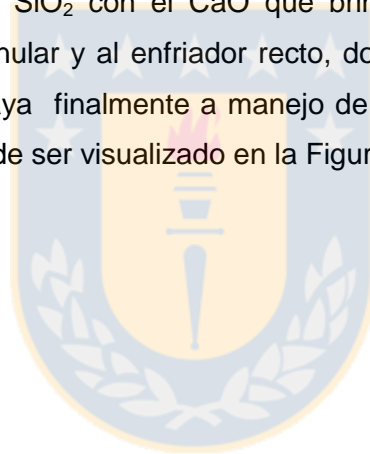 SiO₂ con el CaO que brin
nular y al enfriador recto, do
aya finalmente a manejo de
de ser visualizado en la Figur